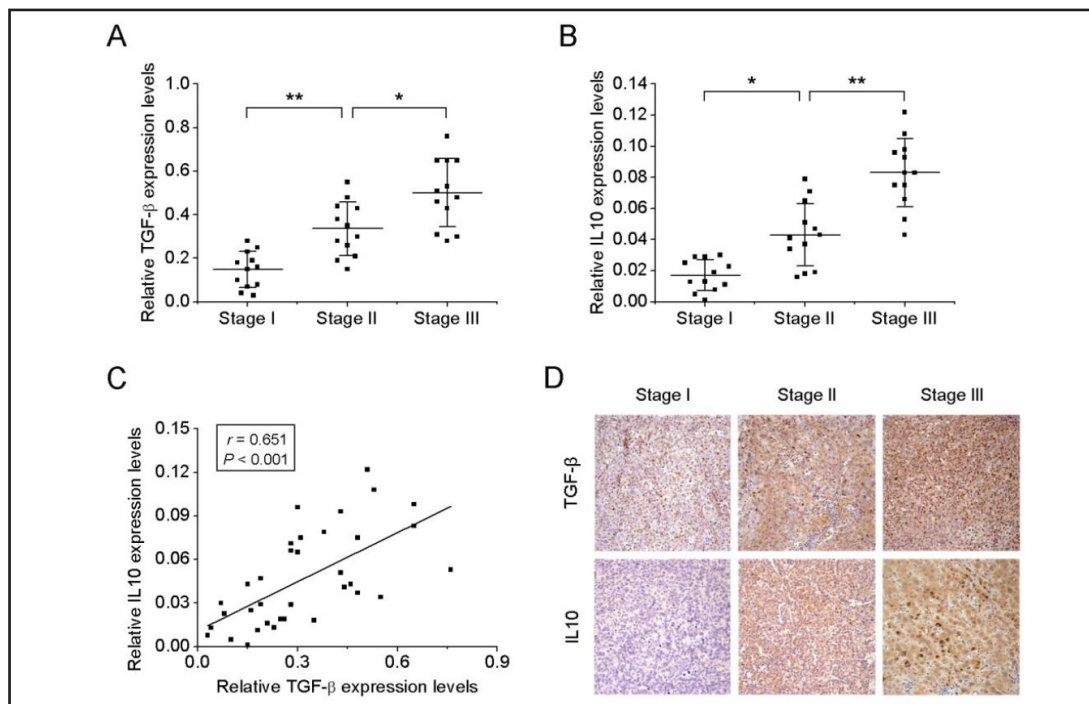 A
Relative TGF-β expression levels
1.0
0.8
0.6
0.4
0.2
0.0
**
*
Stage I
Stage II
Stage III
B
Relative IL10 expression levels
0.14
0.12
0.10
0.08
0.06
0.04
0.02
0.00
*
**
Stage I
Stage II
Stage III
C
Relative IL10 expression levels
0.15
0.12
0.09
0.06
0.03
0.00
r = 0.651
P < 0.001
0.0
0.3
0.6
0.9
Relative TGF-β expression levels
D
Stage I
Stage II
Stage III
TGF-β
IL10